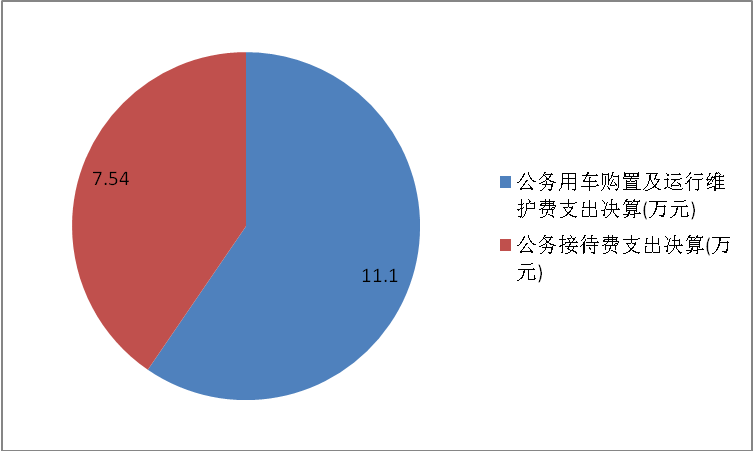 7.54
11.1
公务用车购置及运行维
护费支出决算(万元)
公务接待费支出决算(万
元)